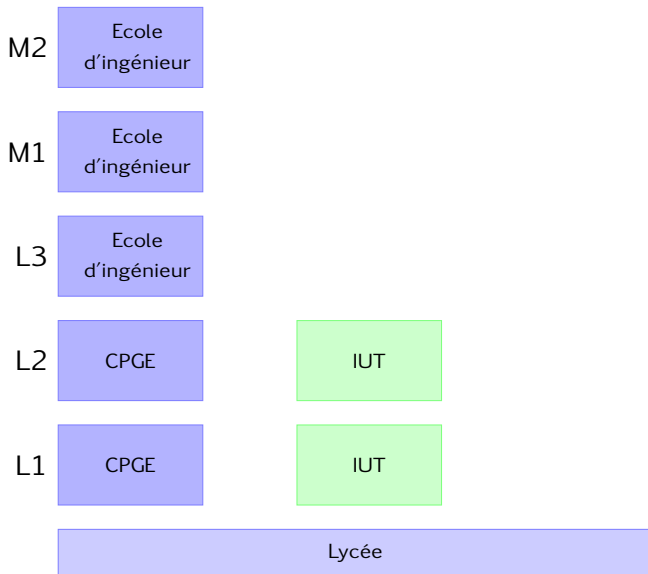 M2
Ecole
d'ingénieur
M1
Ecole
d'ingénieur
L3
Ecole
d'ingénieur
L2
CPGE
IUT
L1
CPGE
IUT
Lycée